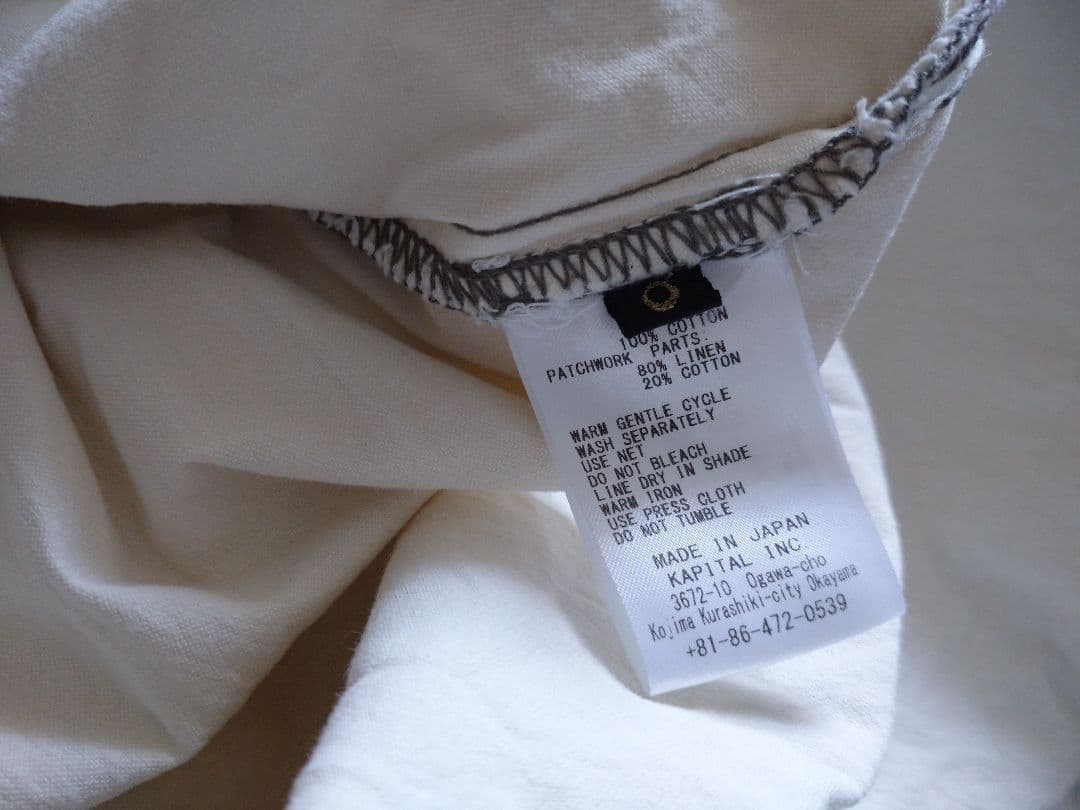 100% COTTON
PATCHWORK PARTS.
80% LINEN
20% COTTON
WARM GENTLE CYCLE
WASH SEPARATELY
USE NET
DO NOT BLEACH
LINE DRY IN SHADE
WARM IRON
USE PRESS CLOTH
DO NOT TUMBLE
MADE IN JAPAN
KAPITAL INC.
3672-10 Ogawa-cho
Kojima Kurashiki-city Okayama
+81-86-472-0539